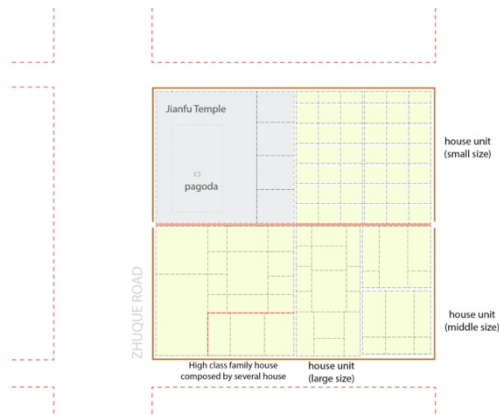 Jianfu Temple
pagoda
house unit
(small size)
ZHUQUE ROAD
house unit
(middle size)
High class family house
composed by several house
house unit
(large size)